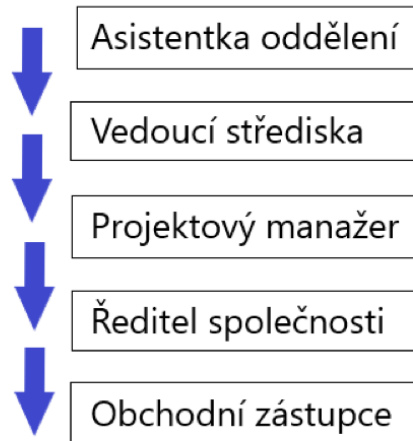 Asistentka oddělení
Vedoucí střediska
Projektový manažer
Ředitel společnosti
Obchodní zástupce